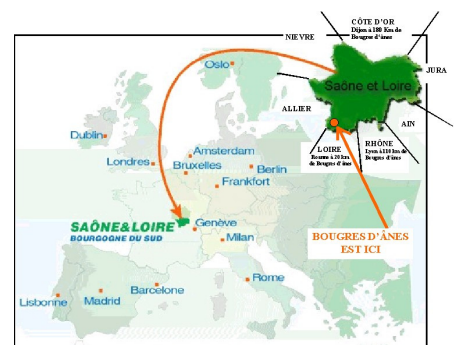 CÔTE D'OR
Dijon à 180 Km de
Bougres d'ânes
NIEVRE
JURA
Saône et Loire
ALLIER
AIN
LOIRE
Roanne à 20 km
de Bougres d'ânes
RHÔNE
Lyon à 110 km de
Bougres d'ânes
BOUGRES D'ÂNES
EST ICI
Oslo
Dublin
Londres
Amsterdam
Bruxelles
Berlin
Frankfort
SAÔNE&LOIRE
BOURGOGNE DU SUD
Genève
Milan
Rome
Barcelone
Madrid
Lisbonne